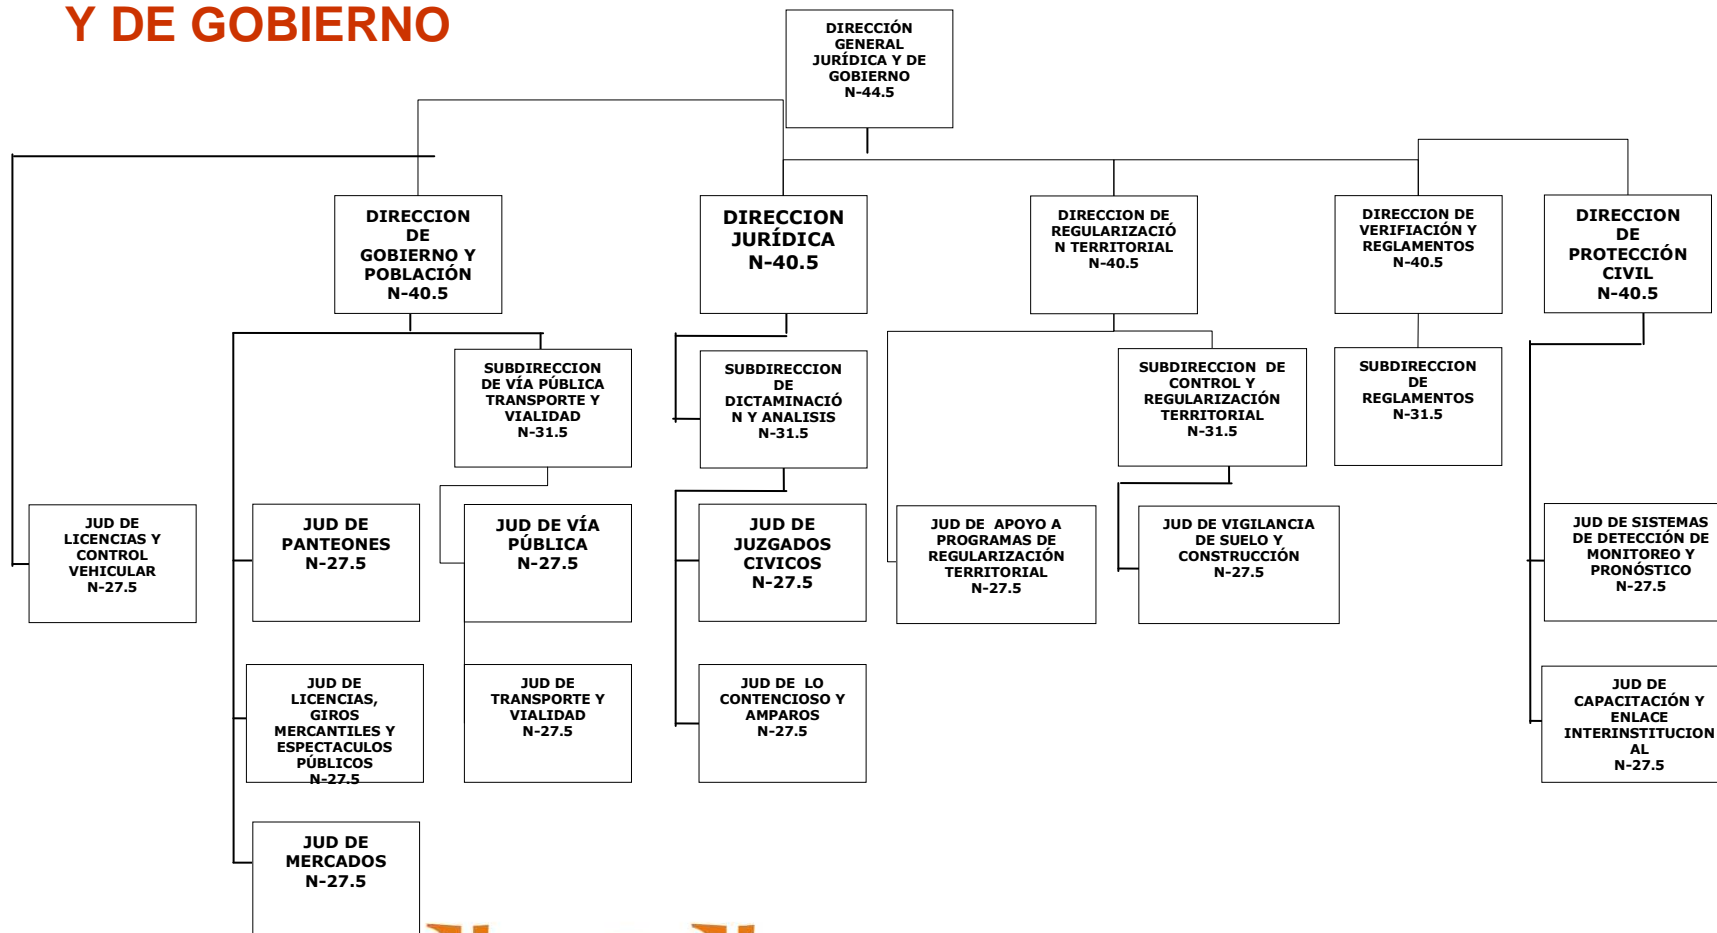 Y DE GOBIERNO
DIRECCIÓN
GENERAL
JURÍDICA Y DE
GOBIERNO
N-44.5
DIRECCION
DE
GOBIERNO Y
POBLACIÓN
N-40.5
DIRECCION
JURÍDICA
N-40.5
DIRECCION DE
REGULARIZACIÓ
N TERRITORIAL
N-40.5
DIRECCION DE
VERIFIACIÓN Y
REGLAMENTOS
N-40.5
DIRECCION
DE
PROTECCIÓN
CIVIL
N-40.5
SUBDIRECCION
DE VÍA PÚBLICA
TRANSPORTE Y
VIALIDAD
N-31.5
SUBDIRECCION
DE
DICTAMINACIÓ
N Y ANALISIS
N-31.5
SUBDIRECCION DE
CONTROL Y
REGULARIZACIÓN
TERRITORIAL
N-31.5
SUBDIRECCION
DE
REGLAMENTOS
N-31.5
JUD DE
LICENCIAS Y
CONTROL
VEHICULAR
N-27.5
JUD DE
PANTEONES
N-27.5
JUD DE VÍA
PÚBLICA
N-27.5
JUD DE
JUZGADOS
CIVICOS
N-27.5
JUD DE APOYO A
PROGRAMAS DE
REGULARIZACIÓN
TERRITORIAL
N-27.5
JUD DE VIGILANCIA
DE SUELO Y
CONSTRUCCIÓN
N-27.5
JUD DE SISTEMAS
DE DETECCIÓN DE
MONITOREO Y
PRONÓSTICO
N-27.5
JUD DE
LICENCIAS,
GIROS
MERCANTILES Y
ESPECTACULOS
PÚBLICOS
N-27.5
JUD DE
TRANSPORTE Y
VIALIDAD
N-27.5
JUD DE LO
CONTENCIOSO Y
AMPAROS
N-27.5
JUD DE
CAPACITACIÓN Y
ENLACE
INTERINSTITUCION
AL
N-27.5
JUD DE
MERCADOS
N-27.5